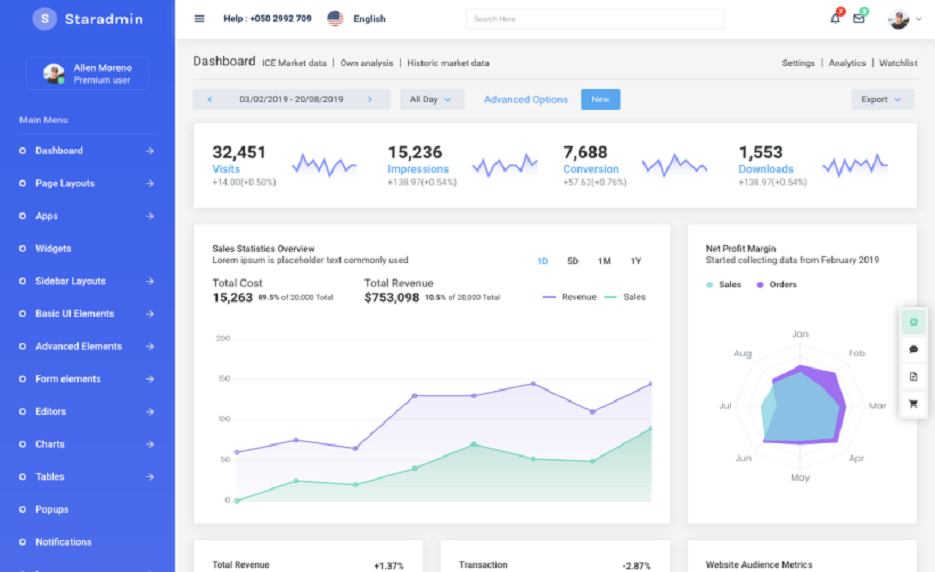 S Staradmin
Help : +050 2992 709 English
Search Here
7
3
Allen Moreno
Premium user
Main Menu
Dashboard
Page Layouts
Apps
Widgets
Sidebar Layouts
Basic UI Elements
Advanced Elements
Form elements
Editors
Charts
Tables
Popups
Notifications
Dashboard ICE Market data | Own analysis | Historic market data
Settings | Analytics | Watchlist
03/02/2019 - 20/08/2019 All Day Advanced Options New Export
32,451
Visits
+14.00(+0.50%)
15,236
Impressions
+138.97(+0.54%)
7,688
Conversion
+57.62(+0.76%)
1,553
Downloads
+138.97(+0.54%)
Sales Statistics Overview
Lorem ipsum is placeholder text commonly used
1D 5D 1M 1Y
Total Cost
15,263 89.5% of 20,000 Total
Total Revenue
$753,098 10.5% of 20,000 Total
Revenue Sales
200
150
100
50
0
Net Profit Margin
Started collecting data from February 2019
Sales Orders
Jan
Feb
Mar
Apr
May
Jun
Jul
Aug
Total Revenue +1.37%
Transaction -2.87%
Website Audience Metrics